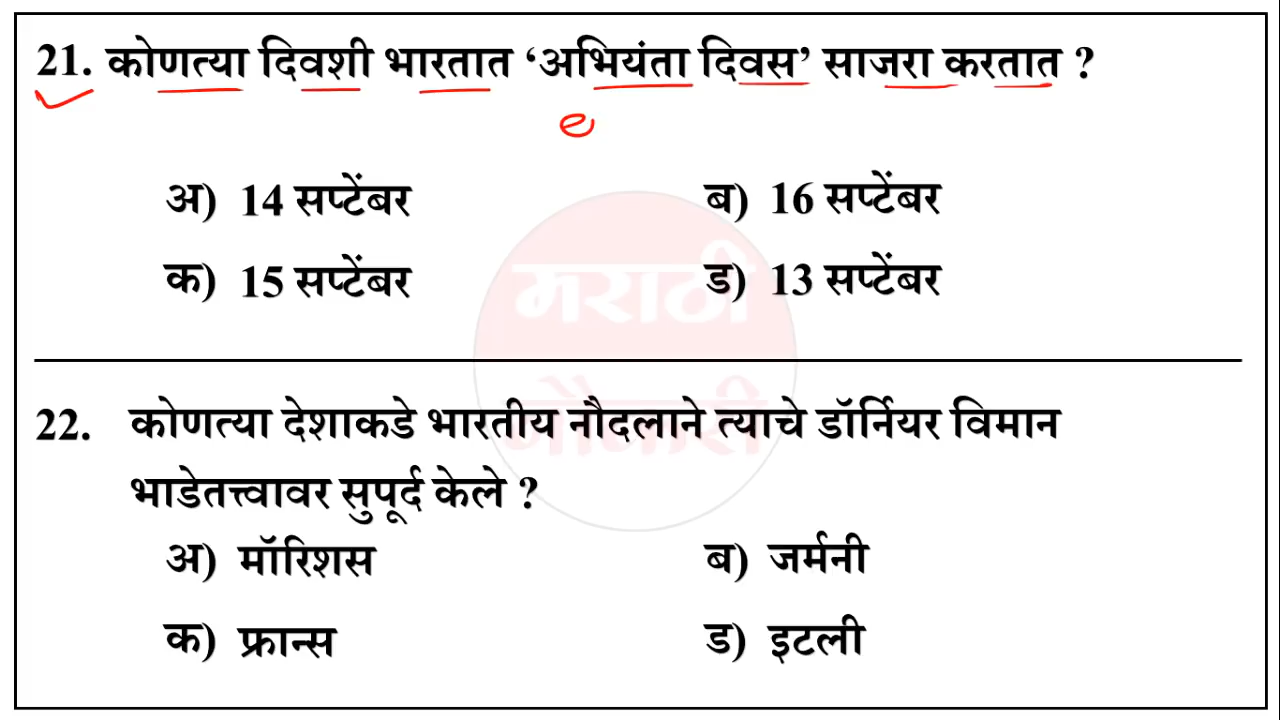 21. कोणत्या दिवशी भारतात ‘अभियंता दिवस’ साजरा करतात ?
e
अ) 14 सप्टेंबर ब) 16 सप्टेंबर
क) 15 सप्टेंबर ड) 13 सप्टेंबर
मराठी
नौकरी
22. कोणत्या देशाकडे भारतीय नौदलाने त्याचे डॉर्नियर विमान
भाडेतत्त्वावर सुपूर्द केले ?
अ) मॉरिशस ब) जर्मनी
क) फ्रान्स ड) इटली